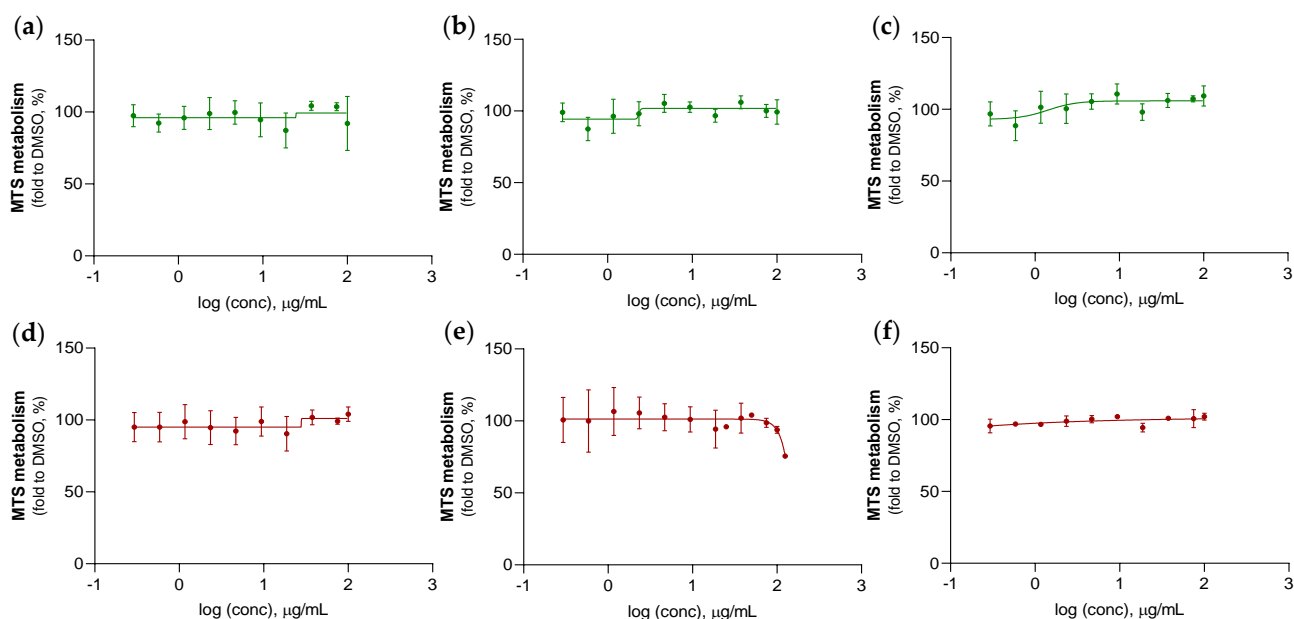 (a)
150
100
50
0
-1
0
1
2
3
MTS metabolism
(fold to DMSO, %)
log (conc), μg/mL
(b)
150
100
50
0
-1
0
1
2
3
MTS metabolism
(fold to DMSO, %)
log (conc), μg/mL
(c)
150
100
50
0
-1
0
1
2
3
MTS metabolism
(fold to DMSO, %)
log (conc), μg/mL
(d)
150
100
50
0
-1
0
1
2
3
MTS metabolism
(fold to DMSO, %)
log (conc), μg/mL
(e)
150
100
50
0
-1
0
1
2
3
MTS metabolism
(fold to DMSO, %)
log (conc), μg/mL
(f)
150
100
50
0
-1
0
1
2
3
MTS metabolism
(fold to DMSO, %)
log (conc), μg/mL